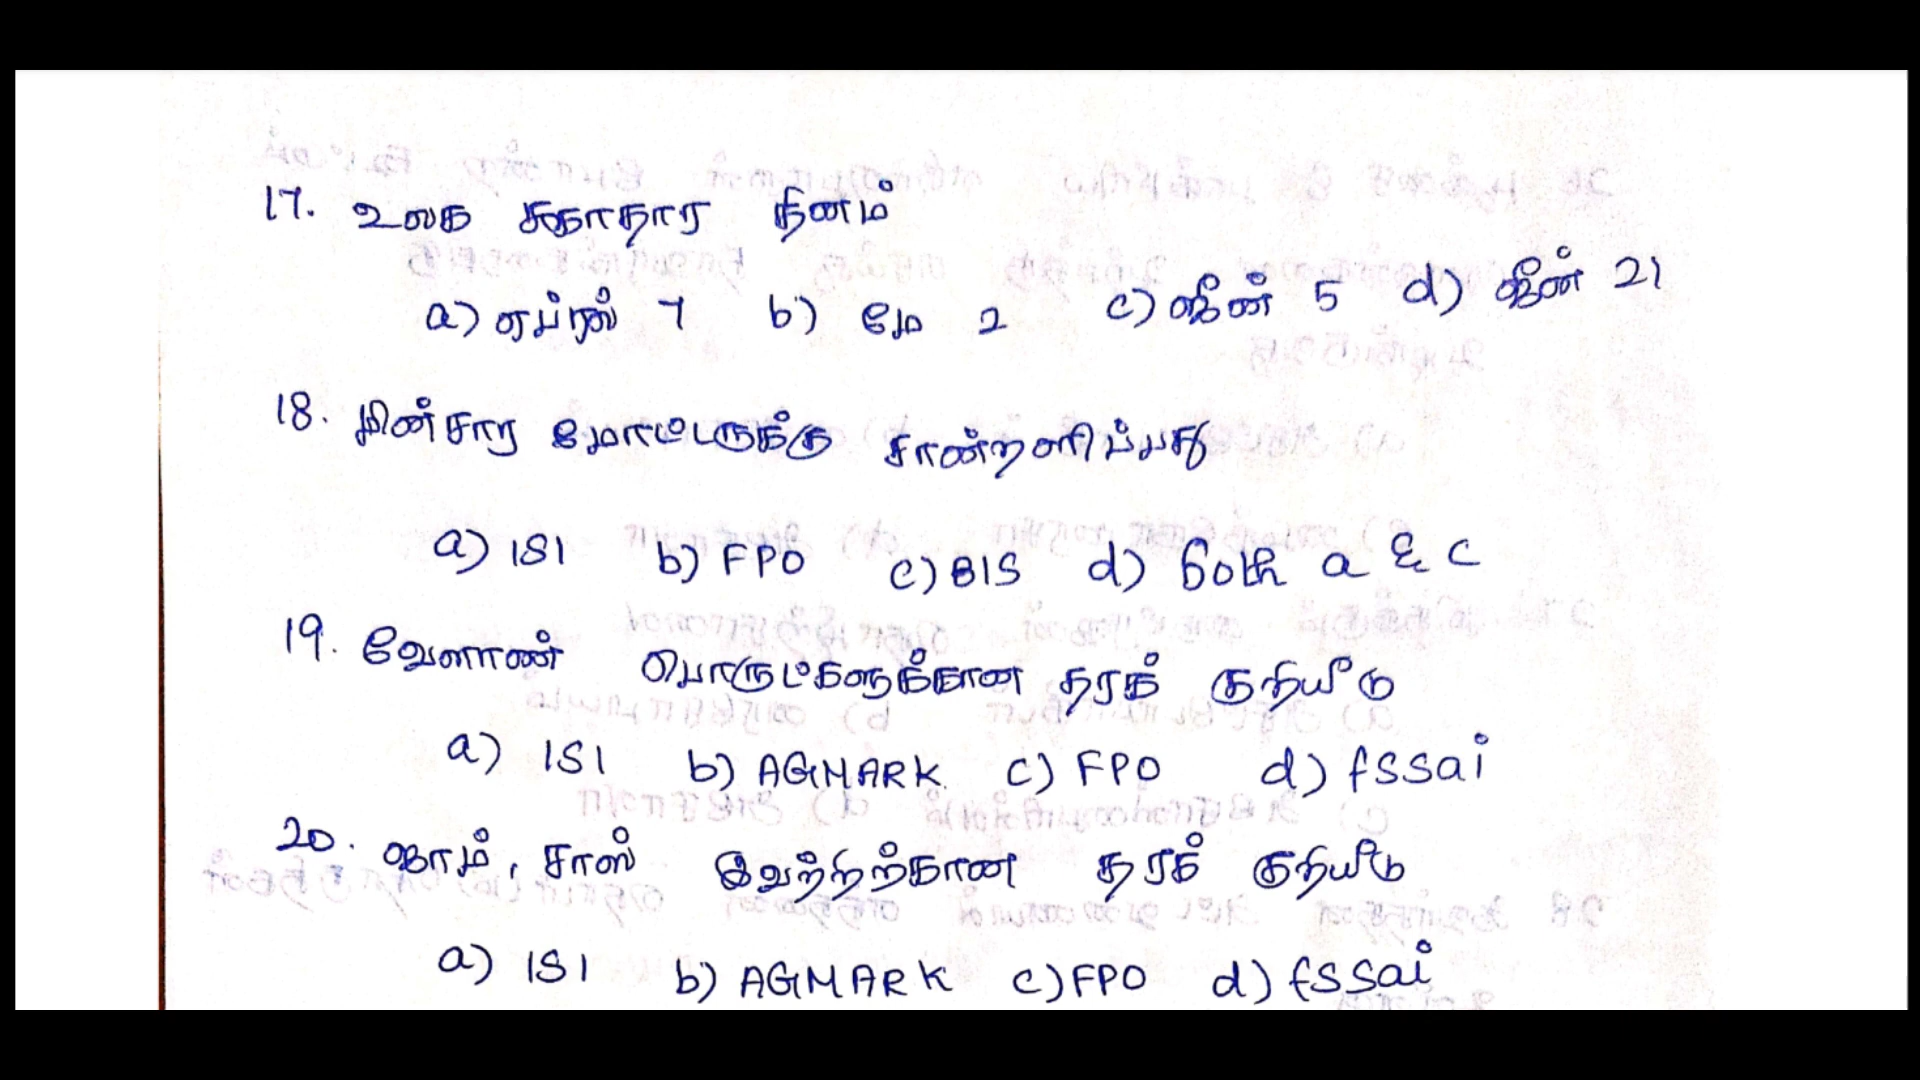 17. உலக சுகாதார தினம்
a) ஏப்ரல் 7 b) மே 2 c) ஜீன் 5 d) ஜீன் 21
18. மின்சார மோட்டருக்கு சான்றளிப்பது
a) ISI b) FPO c) BIS d) both a & c
19. வேளாண் பொருட்களுக்கான தரக் குறியீடு
a) ISI b) AGMARK c) FPO d) fssai
20. ஜாம், சாஸ் இவற்றிற்கான தரக் குறியீடு
a) ISI b) AGMARK c) FPO d) fssai